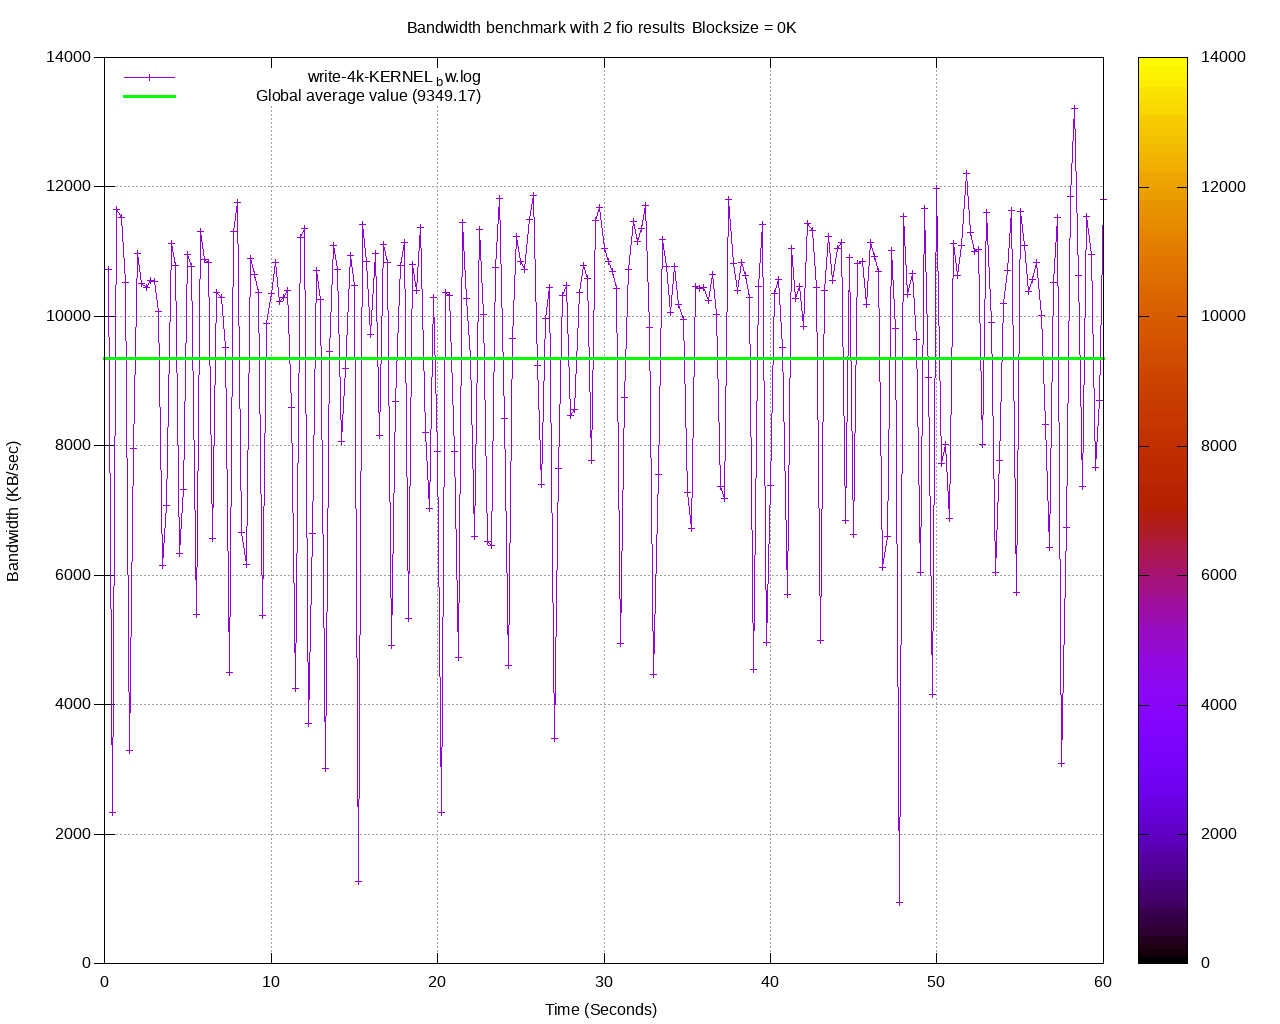 Bandwidth benchmark with 2 fio results Blocksize = 0K
write-4k-KERNEL_bw.log
Global average value (9349.17)
Bandwidth (KB/sec)
14000
12000
10000
8000
6000
4000
2000
0
0 10 20 30 40 50 60
Time (Seconds)
14000
12000
10000
8000
6000
4000
2000
0